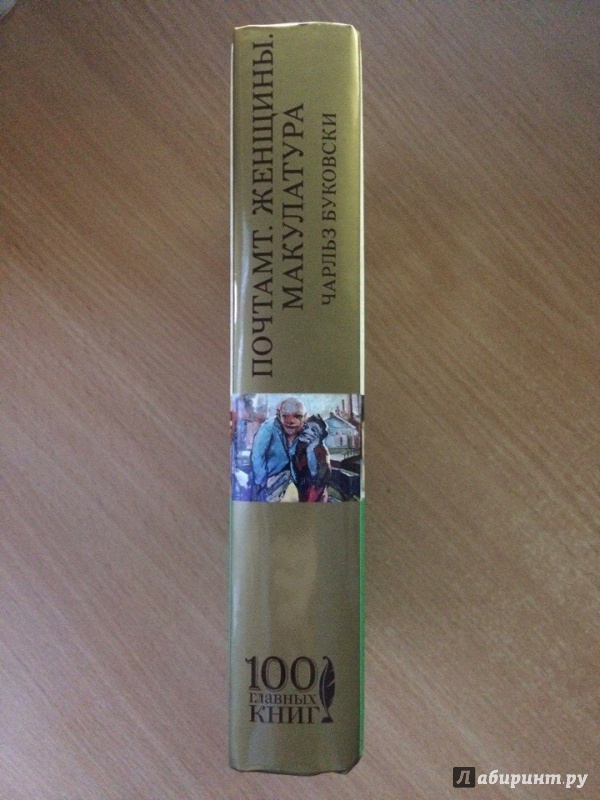 ПОЧТАМТ. ЖЕНЩИНЫ.
МАКУЛАТУРА
ЧАРЛЬЗ БУКОВСКИ
100
главных
КНИГ
Лабиринт.ру